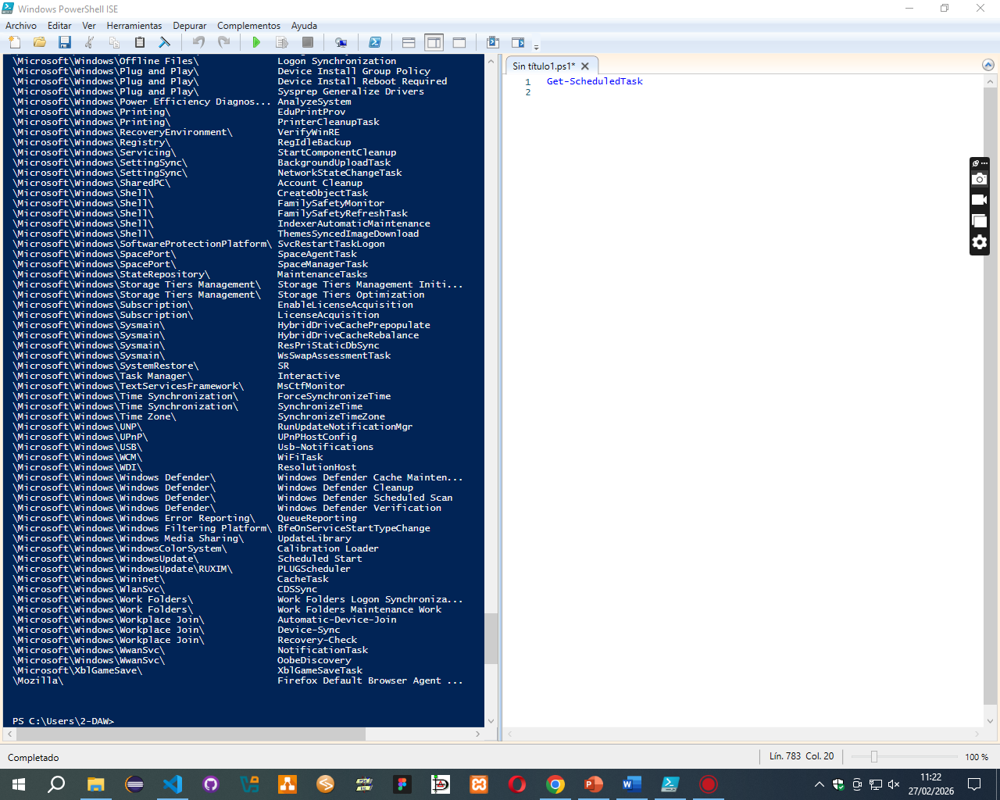 Windows PowerShell ISE
Archivo Editar Ver Herramientas Depurar Complementos Ayuda
\Microsoft\Windows\Offline Files\ Logon Synchronization
\Microsoft\Windows\Plug and Play\ Device Install Group Policy
\Microsoft\Windows\Plug and Play\ Device Install Reboot Required
\Microsoft\Windows\Plug and Play\ Sysprep Generalize Drivers
\Microsoft\Windows\Power Efficiency Diagnos... AnalyzeSystem
\Microsoft\Windows\Printing\ EduPrintProv
\Microsoft\Windows\Printing\ PrinterCleanupTask
\Microsoft\Windows\RecoveryEnvironment\ VerifyWinRE
\Microsoft\Windows\Registry\ RegIdleBackup
\Microsoft\Windows\Servicing\ StartComponentCleanup
\Microsoft\Windows\SettingSync\ BackgroundUploadTask
\Microsoft\Windows\SettingSync\ NetworkStateChangeTask
\Microsoft\Windows\SharedPC\ Account Cleanup
\Microsoft\Windows\Shell\ CreateObjectTask
\Microsoft\Windows\Shell\ FamilySafetyMonitor
\Microsoft\Windows\Shell\ FamilySafetyRefreshTask
\Microsoft\Windows\Shell\ IndexerAutomaticMaintenance
\Microsoft\Windows\Shell\ ThemesSyncedImageDownload
\Microsoft\Windows\SoftwareProtectionPlatform\ SvcRestartTaskLogon
\Microsoft\Windows\SpacePort\ SpaceAgentTask
\Microsoft\Windows\SpacePort\ SpaceManagerTask
\Microsoft\Windows\StateRepository\ MaintenanceTasks
\Microsoft\Windows\Storage Tiers Management\ Storage Tiers Management Initi...
\Microsoft\Windows\Storage Tiers Management\ Storage Tiers Optimization
\Microsoft\Windows\Subscription\ EnableLicenseAcquisition
\Microsoft\Windows\Subscription\ LicenseAcquisition
\Microsoft\Windows\Sysmain\ HybridDriveCachePrepopulate
\Microsoft\Windows\Sysmain\ HybridDriveCacheRebalance
\Microsoft\Windows\Sysmain\ ResPriStaticDbSync
\Microsoft\Windows\Sysmain\ WsSwapAssessmentTask
\Microsoft\Windows\SystemRestore\ SR
\Microsoft\Windows\Task Manager\ Interactive
\Microsoft\Windows\TextServicesFramework\ MsCtfMonitor
\Microsoft\Windows\Time Synchronization\ ForceSynchronizeTime
\Microsoft\Windows\Time Synchronization\ SynchronizeTime
\Microsoft\Windows\Time Zone\ SynchronizeTimeZone
\Microsoft\Windows\UNP\ RunUpdateNotificationMgr
\Microsoft\Windows\UPnP\ UPnPHostConfig
\Microsoft\Windows\USB\ Usb-Notifications
\Microsoft\Windows\WCM\ WiFiTask
\Microsoft\Windows\WDI\ ResolutionHost
\Microsoft\Windows\Windows Defender\ Windows Defender Cache Mainten...
\Microsoft\Windows\Windows Defender\ Windows Defender Cleanup
\Microsoft\Windows\Windows Defender\ Windows Defender Scheduled Scan
\Microsoft\Windows\Windows Defender\ Windows Defender Verification
\Microsoft\Windows\Windows Error Reporting\ QueueReporting
\Microsoft\Windows\Windows Filtering Platform\ BfeOnServiceStartTypeChange
\Microsoft\Windows\Windows Media Sharing\ UpdateLibrary
\Microsoft\Windows\WindowsColorSystem\ Calibration Loader
\Microsoft\Windows\WindowsUpdate\ Scheduled Start
\Microsoft\Windows\WindowsUpdate\RUXIM\ PLUGScheduler
\Microsoft\Windows\Wininet\ CacheTask
\Microsoft\Windows\WlanSvc\ CDSSync
\Microsoft\Windows\Work Folders\ Work Folders Logon Synchroniza...
\Microsoft\Windows\Work Folders\ Work Folders Maintenance Work
\Microsoft\Windows\Workplace Join\ Automatic-Device-Join
\Microsoft\Windows\Workplace Join\ Device-Sync
\Microsoft\Windows\Workplace Join\ Recovery-Check
\Microsoft\Windows\WwanSvc\ NotificationTask
\Microsoft\Windows\WwanSvc\ OobeDiscovery
\Microsoft\XblGameSave\ XblGameSaveTask
\Mozilla\ Firefox Default Browser Agent ...
PS C:\Users\2-DAW>
Sin título1.ps1*
1 Get-ScheduledTask
2
Completado
Lín. 783 Col. 20
100 %
11:22
27/02/2026